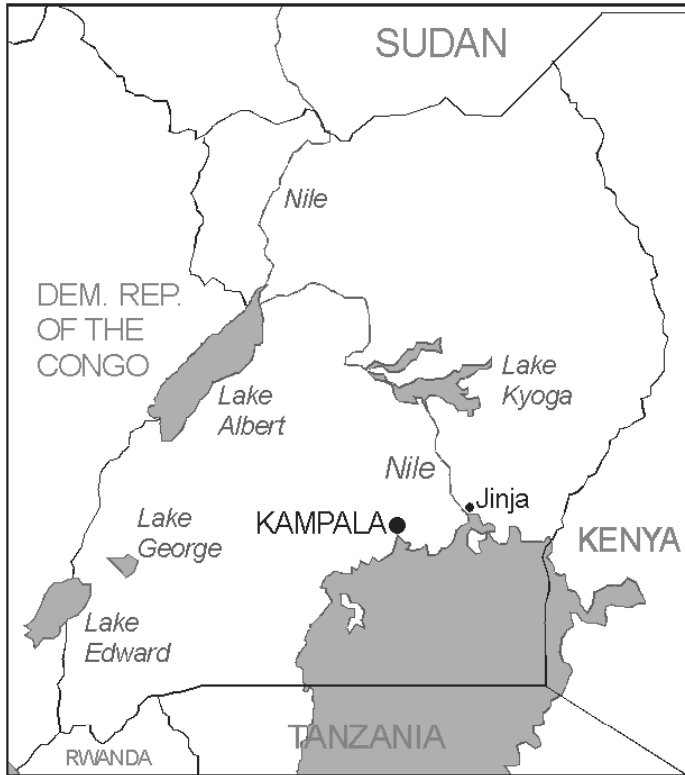 SUDAN
Nile
DEM. REP.
OF THE
CONGO
Lake
Albert
Lake
Kyoga
Nile
Jinja
KAMPALA
Lake
George
KENYA
Lake
Edward
TANZANIA
RWANDA